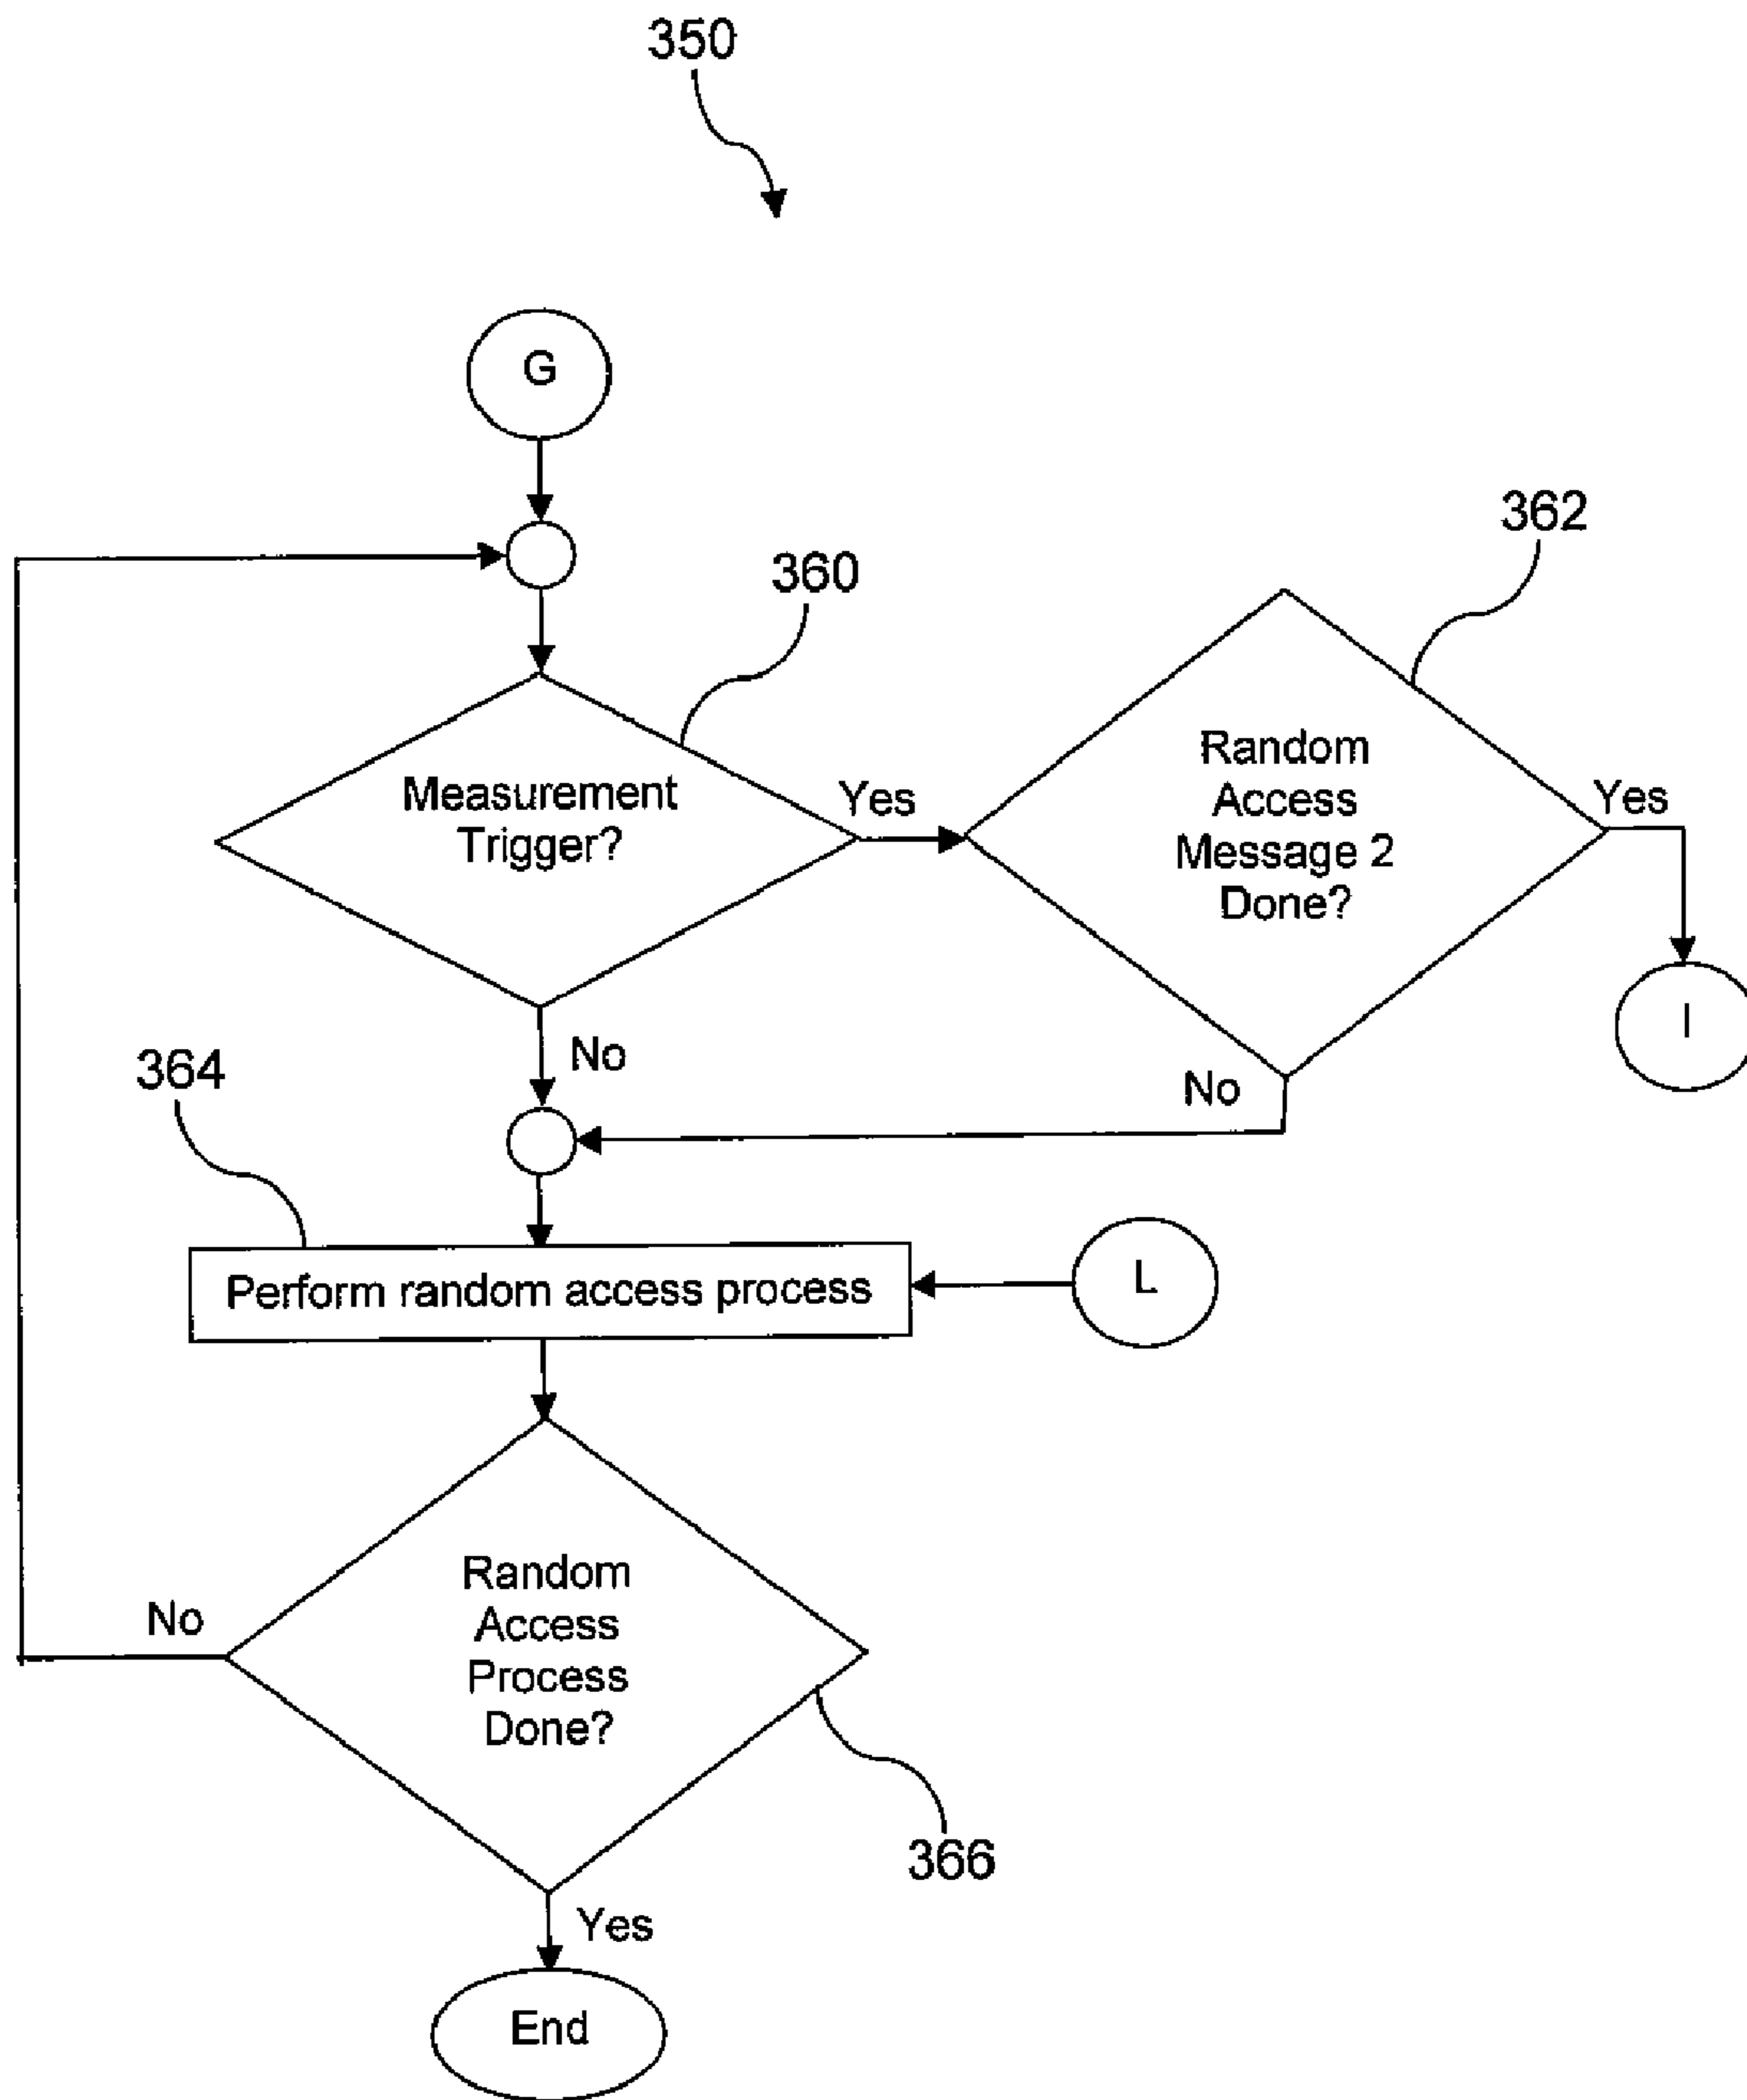 350
G
362
360
Measurement
Trigger?
Yes
Random
Access
Message 2
Done?
Yes
I
No
No
364
Perform random access process
L
Random
Access
Process
Done?
No
366
Yes
End